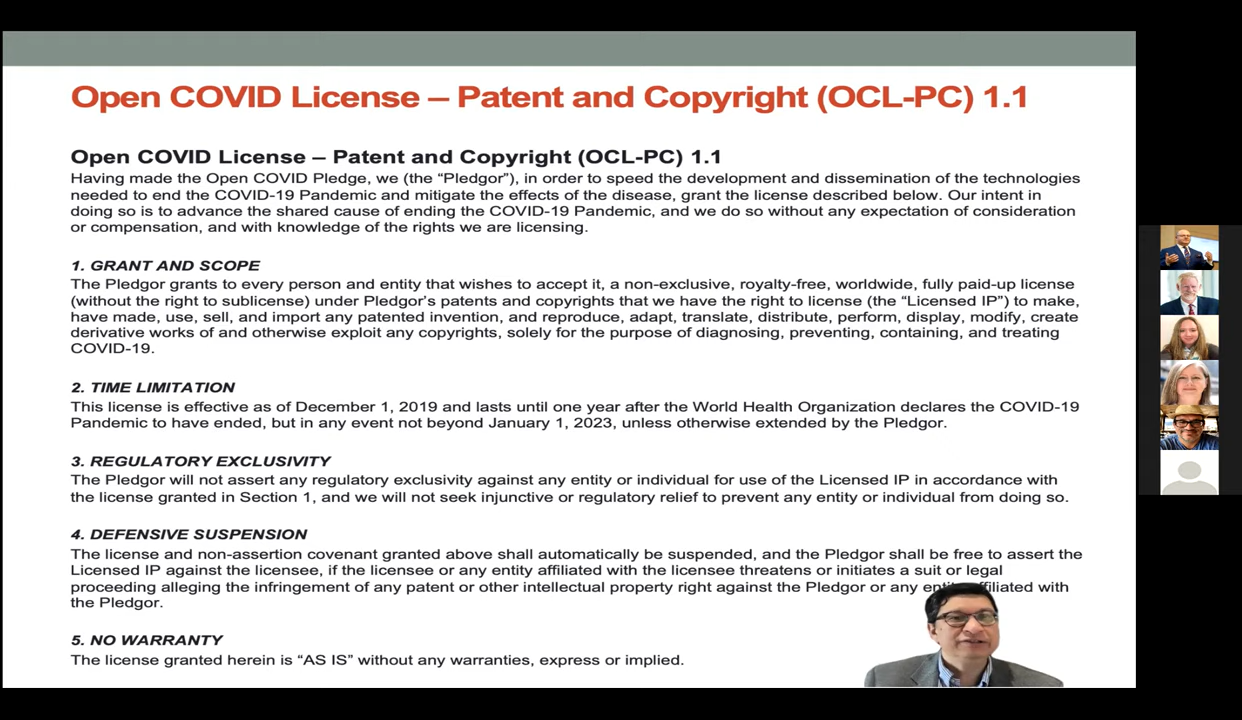 Open COVID License – Patent and Copyright (OCL-PC) 1.1
Open COVID License – Patent and Copyright (OCL-PC) 1.1
Having made the Open COVID Pledge, we (the “Pledgor”), in order to speed the development and dissemination of the technologies
needed to end the COVID-19 Pandemic and mitigate the effects of the disease, grant the license described below. Our intent in
doing so is to advance the shared cause of ending the COVID-19 Pandemic, and we do so without any expectation of consideration
or compensation, and with knowledge of the rights we are licensing.
1. GRANT AND SCOPE
The Pledgor grants to every person and entity that wishes to accept it, a non-exclusive, royalty-free, worldwide, fully paid-up license
(without the right to sublicense) under Pledgor’s patents and copyrights that we have the right to license (the “Licensed IP”) to make,
have made, use, sell, and import any patented invention, and reproduce, adapt, translate, distribute, perform, display, modify, create
derivative works of and otherwise exploit any copyrights, solely for the purpose of diagnosing, preventing, containing, and treating
COVID-19.
2. TIME LIMITATION
This license is effective as of December 1, 2019 and lasts until one year after the World Health Organization declares the COVID-19
Pandemic to have ended, but in any event not beyond January 1, 2023, unless otherwise extended by the Pledgor.
3. REGULATORY EXCLUSIVITY
The Pledgor will not assert any regulatory exclusivity against any entity or individual for use of the Licensed IP in accordance with
the license granted in Section 1, and we will not seek injunctive or regulatory relief to prevent any entity or individual from doing so.
4. DEFENSIVE SUSPENSION
The license and non-assertion covenant granted above shall automatically be suspended, and the Pledgor shall be free to assert the
Licensed IP against the licensee, if the licensee or any entity affiliated with the licensee threatens or initiates a suit or legal
proceeding alleging the infringement of any patent or other intellectual property right against the Pledgor or any entity affiliated with
the Pledgor.
5. NO WARRANTY
The license granted herein is “AS IS” without any warranties, express or implied.